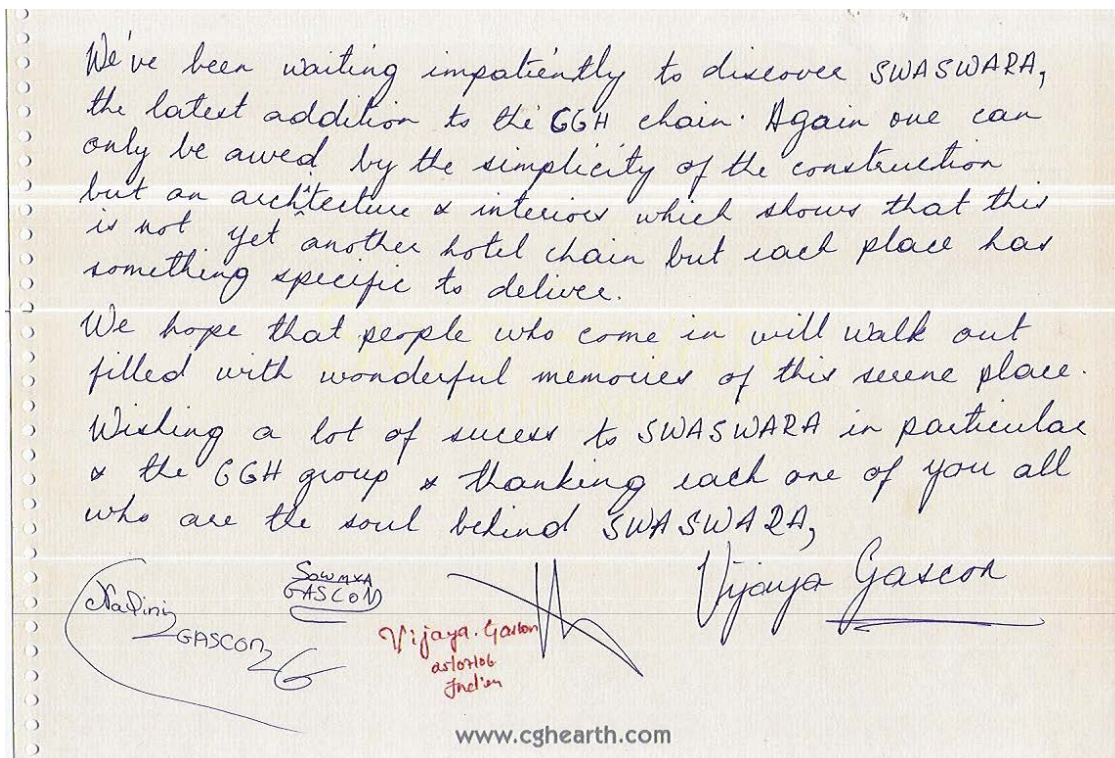 We've been waiting impatiently to discover SWASWARA,
the latest addition to the CGH chain. Again one can
only be awed by the simplicity of the construction
but an architecture & interiors which shows that this
is not yet another hotel chain but each place has
something specific to deliver.
We hope that people who come in will walk out
filled with wonderful memories of this serene place.
Wishing a lot of sucess to SWASWARA in particular
& the CGH group & thanking each one of you all
who are the soul behind SWASWARA,
Vijaya Gascon
SOWMYA
GASCON
Nalini
GASCON
Vijaya. Gascon
05/07/06
Indien
www.cghearth.com